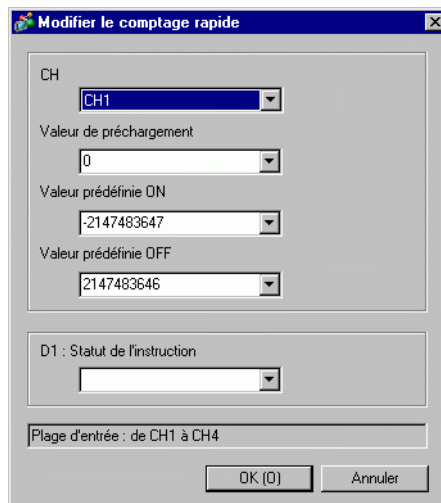 Modifier le comptage rapide
CH
CH1
Valeur de préchargement
0
Valeur prédéfinie ON
-2147483647
Valeur prédéfinie OFF
2147483646
D1 : Statut de l'instruction
Plage d'entrée : de CH1 à CH4
OK (O)
Annuler